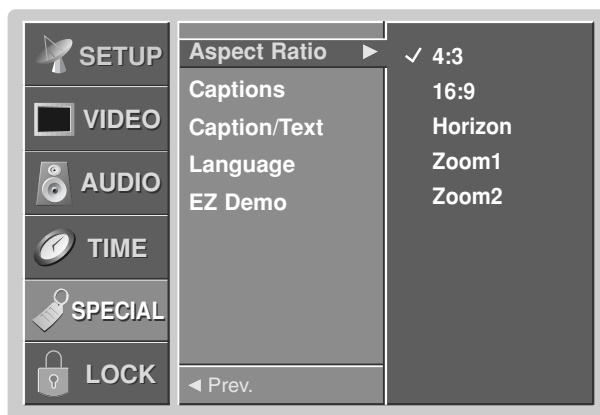 SETUP
VIDEO
AUDIO
TIME
SPECIAL
LOCK
Aspect Ratio ▶
Captions
Caption/Text
Language
EZ Demo
◀ Prev.
✓ 4:3
16:9
Horizon
Zoom1
Zoom2